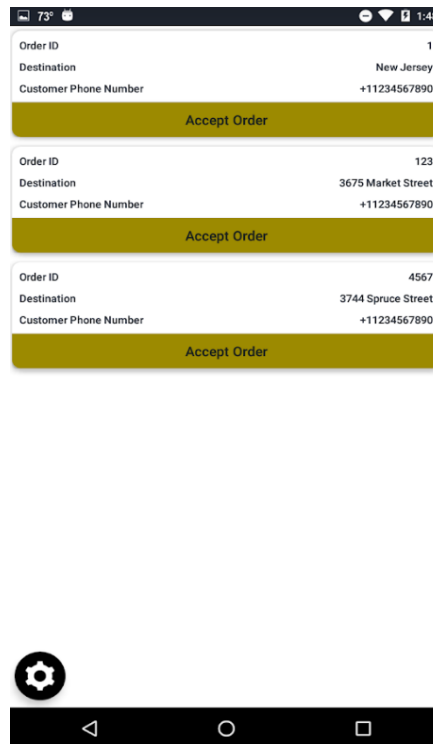 73°
1:48
Order ID 1
Destination New Jersey
Customer Phone Number +11234567890
Accept Order
Order ID 123
Destination 3675 Market Street
Customer Phone Number +11234567890
Accept Order
Order ID 4567
Destination 3744 Spruce Street
Customer Phone Number +11234567890
Accept Order